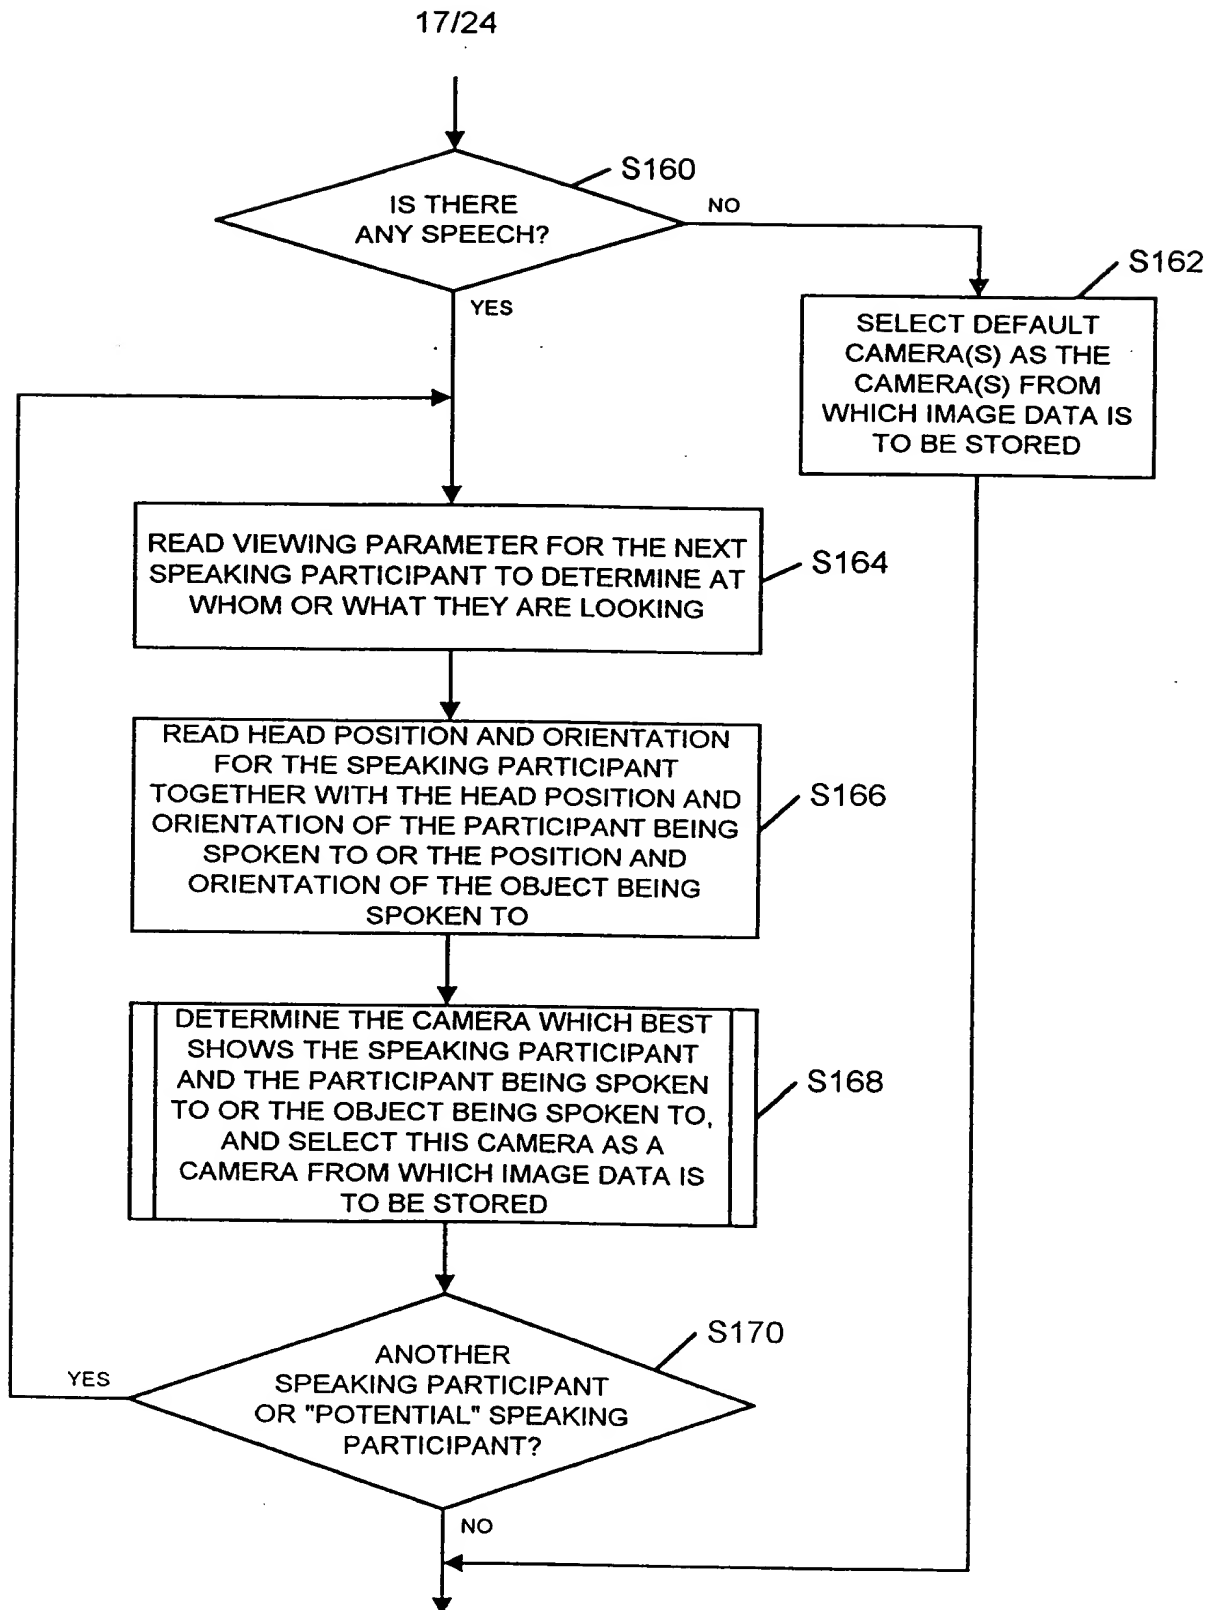 17/24
S160
IS THERE
ANY SPEECH?
NO
YES
S162
SELECT DEFAULT
CAMERA(S) AS THE
CAMERA(S) FROM
WHICH IMAGE DATA IS
TO BE STORED
READ VIEWING PARAMETER FOR THE NEXT
SPEAKING PARTICIPANT TO DETERMINE AT
WHOM OR WHAT THEY ARE LOOKING
S164
READ HEAD POSITION AND ORIENTATION
FOR THE SPEAKING PARTICIPANT
TOGETHER WITH THE HEAD POSITION AND
ORIENTATION OF THE PARTICIPANT BEING
SPOKEN TO OR THE POSITION AND
ORIENTATION OF THE OBJECT BEING
SPOKEN TO
S166
DETERMINE THE CAMERA WHICH BEST
SHOWS THE SPEAKING PARTICIPANT
AND THE PARTICIPANT BEING SPOKEN
TO OR THE OBJECT BEING SPOKEN TO,
AND SELECT THIS CAMERA AS A
CAMERA FROM WHICH IMAGE DATA IS
TO BE STORED
S168
S170
ANOTHER
SPEAKING PARTICIPANT
OR "POTENTIAL" SPEAKING
PARTICIPANT?
YES
NO